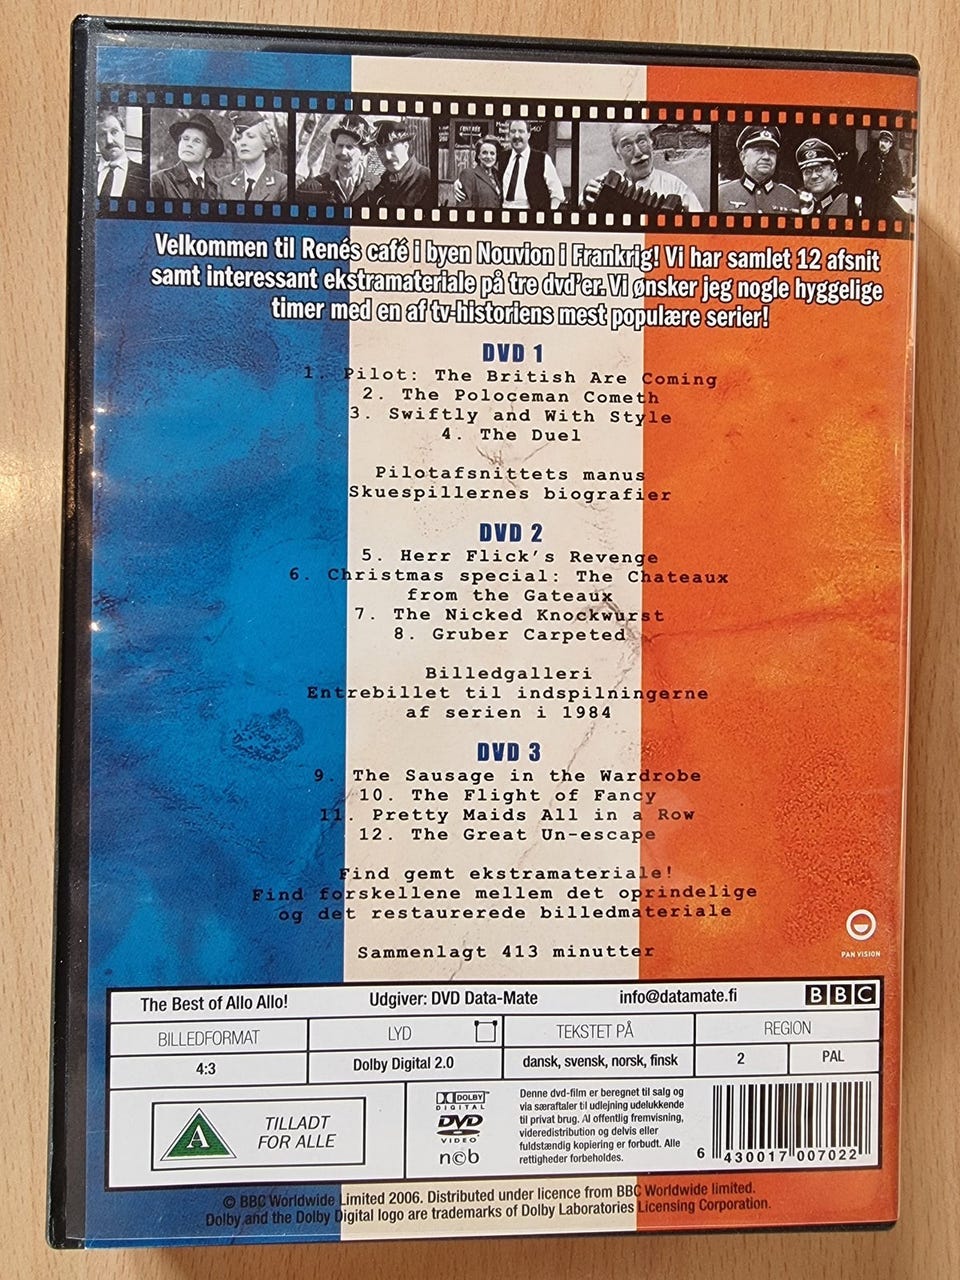 Velkommen til Renés café i byen Nouvion i Frankrig! Vi har samlet 12 afsnit
samt interessant ekstramateriale på tre dvd'er. Vi ønsker jeg nogle hyggelige
timer med en af tv-historiens mest populære serier!
DVD 1
1. Pilot: The British Are Coming
2. The Poloceman Cometh
3. Swiftly and With Style
4. The Duel
Pilotafsnittets manus
Skuespillernes biografier
DVD 2
5. Herr Flick's Revenge
6. Christmas special: The Chateaux
from the Gateaux
7. The Nicked Knockwurst
8. Gruber Carpeted
Billedgalleri
Entrebillet til indspilningerne
af serien i 1984
DVD 3
9. The Sausage in the Wardrobe
10. The Flight of Fancy
11. Pretty Maids All in a Row
12. The Great Un-escape
Find gemt ekstramateriale!
Find forskellene mellem det oprindelige
og det restaurerede billedmateriale
Sammenlagt 413 minutter
PAN VISION
The Best of Allo Allo! Udgiver: DVD Data-Mate info@datamate.fi BBC
BILLEDFORMAT LYD TEKSTET PÅ REGION
4:3 Dolby Digital 2.0 dansk, svensk, norsk, finsk 2 PAL
A TILLADT
FOR ALLE
DOLBY
DIGITAL
DVD
VIDEO
ncb
Denne dvd-film er beregnet til salg og
via særaftaler til udlejning udelukkende
til privat brug. Al offentlig fremvisning,
videredistribution og delvis eller
fuldstændig kopiering er forbudt. Alle
rettigheder forbeholdes.
6 430017 007022
© BBC Worldwide Limited 2006. Distributed under licence from BBC Worldwide limited.
Dolby and the Dolby Digital logo are trademarks of Dolby Laboratories Licensing Corporation.